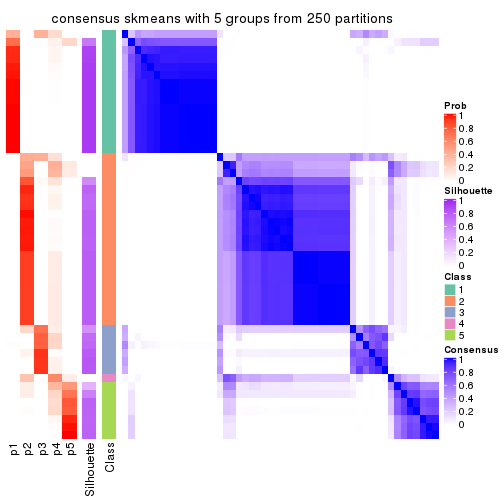 consensus skmeans with 5 groups from 250 partitions
Prob
1
0.8
0.6
0.4
0.2
0
Silhouette
1
0.8
0.6
0.4
0.2
0
Class
1
2
3
4
5
Consensus
1
0.8
0.6
0.4
0.2
0
p1
p2
p3
p4
p5
Silhouette
Class